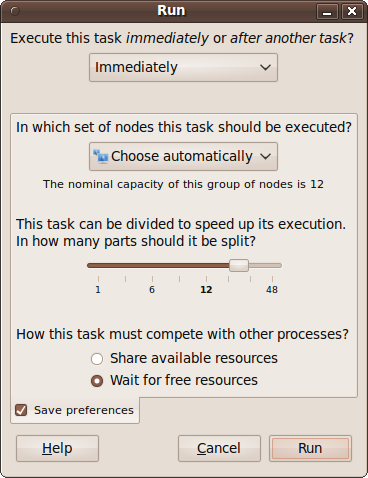 Run
Execute this task immediately or after another task?
Immediately
In which set of nodes this task should be executed?
Choose automatically
The nominal capacity of this group of nodes is 12
This task can be divided to speed up its execution.
In how many parts should it be split?
1 6 12 48
How this task must compete with other processes?
Share available resources
Wait for free resources
Save preferences
Help Cancel Run